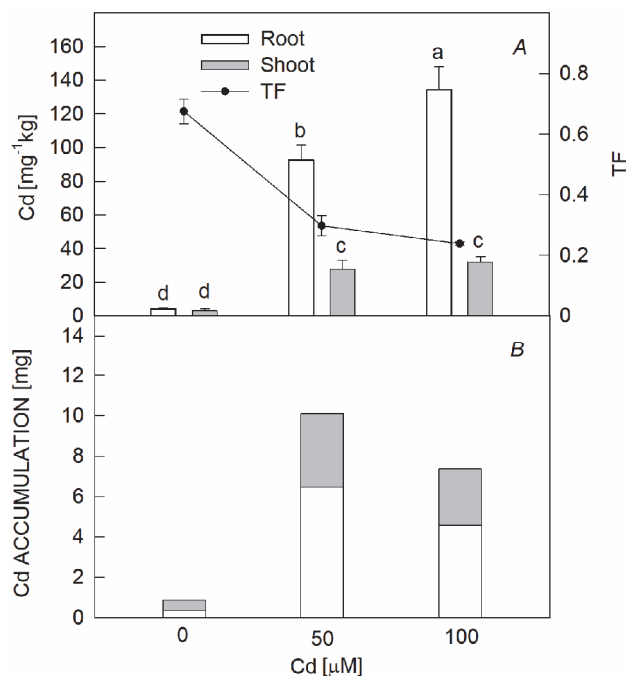 A
Root
Shoot
TF
160
140
120
100
80
60
40
20
0
Cd [mg⁻¹kg]
d
d
b
c
a
c
0.8
0.6
0.4
0.2
0
TF
B
14
12
10
8
6
4
2
0
Cd ACCUMULATION [mg]
0
50
100
Cd [µM]